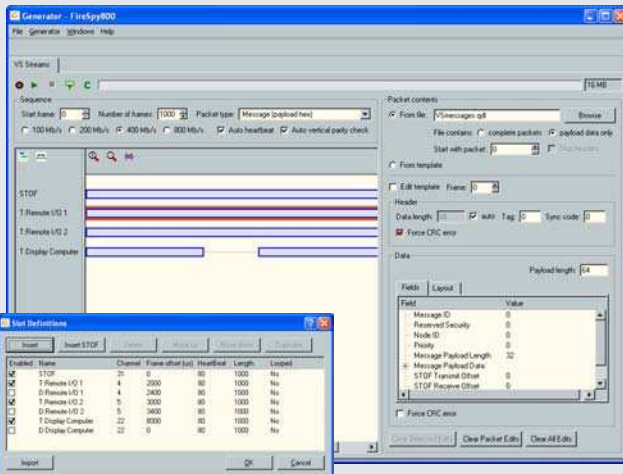 Generator - FireSpy800
File Generator Windows Help
VS Streams
C 16 MB
Sequence
Start frame: 0 Number of frames: 1000 Packet type: Message (payload hex)
100 Mb/s 200 Mb/s 400 Mb/s 800 Mb/s Auto heartbeat Auto vertical parity check
STOF
T:Remote I/O 1
T:Remote I/O 2
T:Display Computer
Packet contents
From file: VSmessages.qdl Browse
File contains: complete packets payload data only
Start with packet: 0 Skip headers
From template
Edit template Frame: 0
Header
Data length: auto Tag: 0 Sync code: 0
Force CRC error
Data
Payload length: 64
Fields Layout
Field Value
Message ID 0
Reserved Security 0
Node ID 0
Priority 0
Message Payload Length 32
Message Payload Data:
STOF Transmit Offset 0
STOF Receive Offset 0
Force CRC error
Clear Selected Edits Clear Packet Edits Clear All Edits
Slot Definitions
Insert Insert STOF Delete Move up Move down Duplicate
Enabled Name Channel Frame offset (us) HeartBeat Length Looped
STOF 31 0 80 1000 No
T:Remote I/O 1 4 2000 80 1000 No
D:Remote I/O 1 4 2400 80 1000 No
T:Remote I/O 2 5 3000 80 1000 No
D:Remote I/O 2 5 3400 80 1000 No
T:Display Computer 22 8000 80 1000 No
D:Display Computer 22 0 80 1000 No
Import OK Cancel